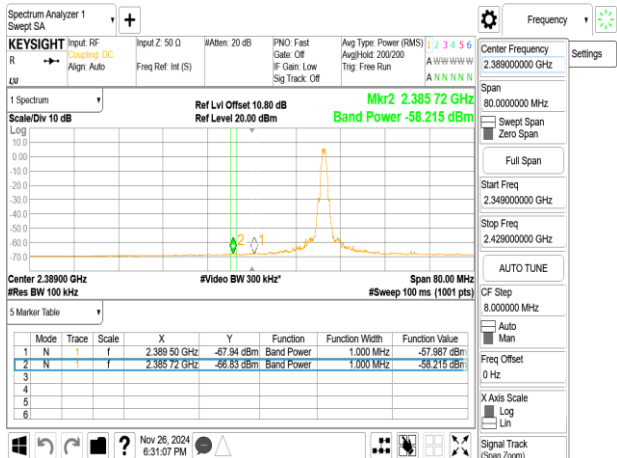 Spectrum Analyzer 1
Swept SA
+
Frequency
KEYSIGHT
R
Input: RF
Coupling: DC
Align: Auto
Input Z: 50 Ω
Freq Ref: Int (S)
#Atten: 20 dB
PNO: Fast
Gate: Off
IF Gain: Low
Sig Track: Off
Avg Type: Power (RMS)
Avg|Hold: 200/200
Trig: Free Run
1 2 3 4 5 6
A W W W W W
A N N N N N
LXI
1 Spectrum
Scale/Div 10 dB
Ref Lvl Offset 10.80 dB
Ref Level 20.00 dBm
Mkr2 2.385 72 GHz
Band Power -58.215 dBm
Log
10.0
0.00
-10.0
-20.0
-30.0
-40.0
-50.0
-60.0
-70.0
2
1
Center 2.38900 GHz
#Res BW 100 kHz
#Video BW 300 kHz*
Span 80.00 MHz
#Sweep 100 ms (1001 pts)
5 Marker Table
Mode Trace Scale X Y Function Function Width Function Value
1 N 1 f 2.389 50 GHz -67.94 dBm Band Power 1.000 MHz -57.987 dBm
2 N 1 f 2.385 72 GHz -66.83 dBm Band Power 1.000 MHz -58.215 dBm
3
4
5
6
?
Nov 26, 2024
6:31:07 PM
Center Frequency
2.389000000 GHz
Settings
Span
80.0000000 MHz
Swept Span
Zero Span
Full Span
Start Freq
2.349000000 GHz
Stop Freq
2.429000000 GHz
AUTO TUNE
CF Step
8.000000 MHz
Auto
Man
Freq Offset
0 Hz
X Axis Scale
Log
Lin
Signal Track
(Span Zoom)